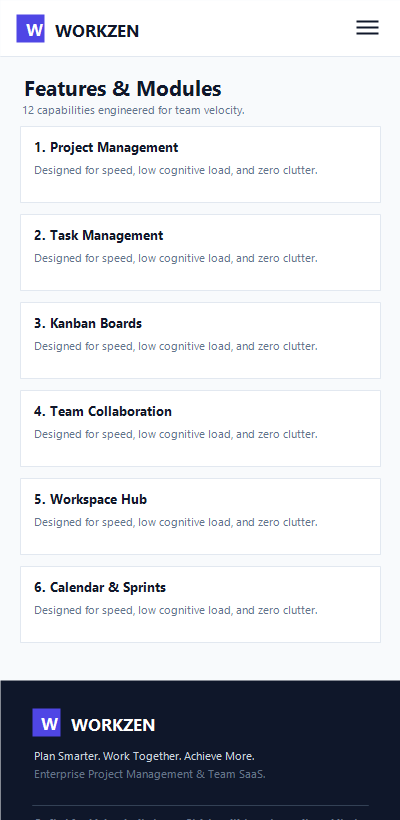 W WORKZEN
Features & Modules
12 capabilities engineered for team velocity.
1. Project Management
Designed for speed, low cognitive load, and zero clutter.
2. Task Management
Designed for speed, low cognitive load, and zero clutter.
3. Kanban Boards
Designed for speed, low cognitive load, and zero clutter.
4. Team Collaboration
Designed for speed, low cognitive load, and zero clutter.
5. Workspace Hub
Designed for speed, low cognitive load, and zero clutter.
6. Calendar & Sprints
Designed for speed, low cognitive load, and zero clutter.
W WORKZEN
Plan Smarter. Work Together. Achieve More.
Enterprise Project Management & Team SaaS.